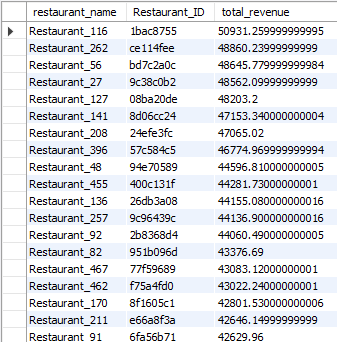 restaurant_name Restaurant_ID total_revenue
Restaurant_116 1bac8755 50931.259999999995
Restaurant_262 ce114fee 48860.23999999999
Restaurant_56 bd7c2a0c 48645.779999999984
Restaurant_27 9c38c0b2 48562.09999999999
Restaurant_127 08ba20de 48203.2
Restaurant_141 8d06cc24 47153.340000000004
Restaurant_208 24efe3fc 47065.02
Restaurant_396 57c584c5 46774.969999999994
Restaurant_48 94e70589 44596.810000000005
Restaurant_455 400c131f 44281.73000000001
Restaurant_136 26db3a08 44155.080000000016
Restaurant_257 9c96439c 44136.900000000016
Restaurant_92 2b8368d4 44060.490000000005
Restaurant_82 951b096d 43376.69
Restaurant_467 77f59689 43083.12000000001
Restaurant_462 f75a4fd0 43022.24000000001
Restaurant_170 8f1605c1 42801.530000000006
Restaurant_211 e66a8f3a 42646.14999999999
Restaurant_91 6fa56b71 42629.96